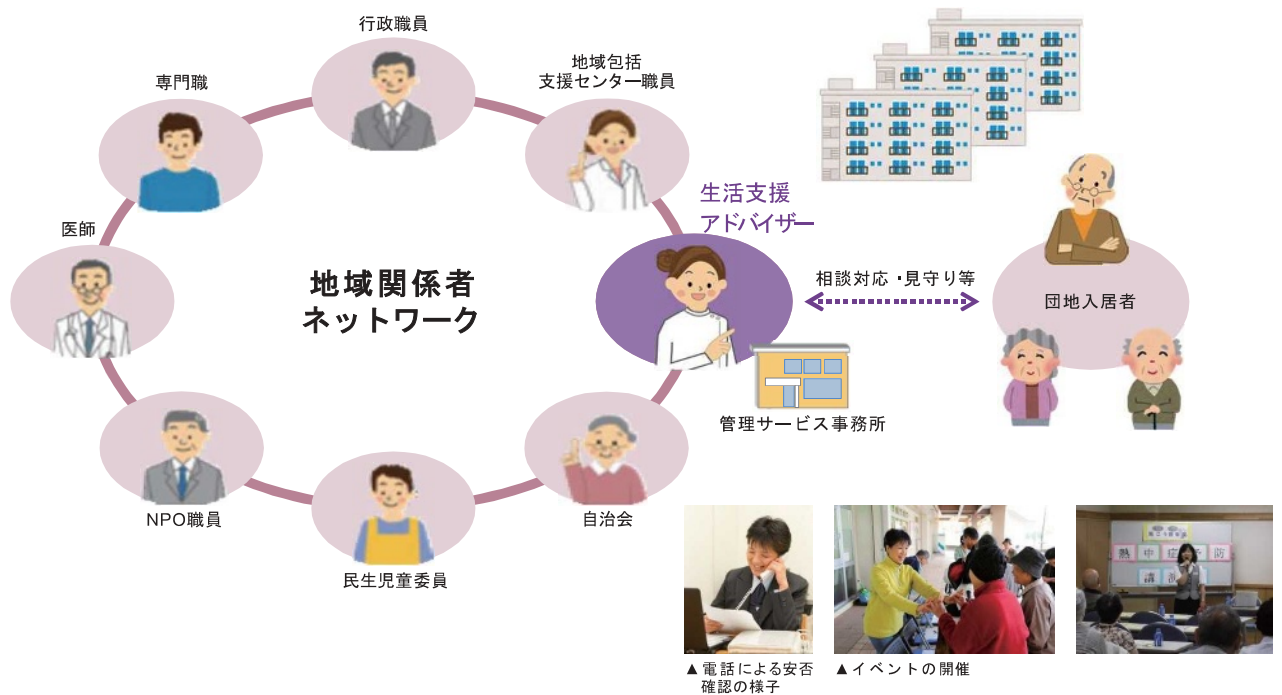 行政職員
専門職
地域包括
支援センター職員
医師
生活支援
アドバイザー
地域関係者
ネットワーク
相談対応・見守り等
団地入居者
管理サービス事務所
NPO職員
民生児童委員
自治会
熱中症予防
講
▲電話による安否
確認の様子
▲イベントの開催